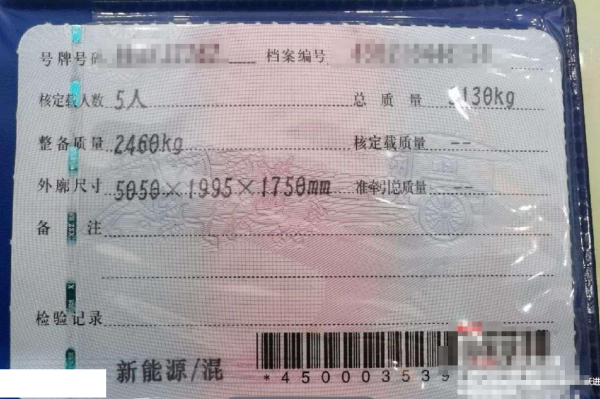 号牌号码 档案编号
核定载人数 5人 总质量 3130kg
整备质量 2460kg 核定载质量 --
外廓尺寸 5050×1995×1750mm 准牵引总质量 --
备注
检验记录
新能源/混
*450003539